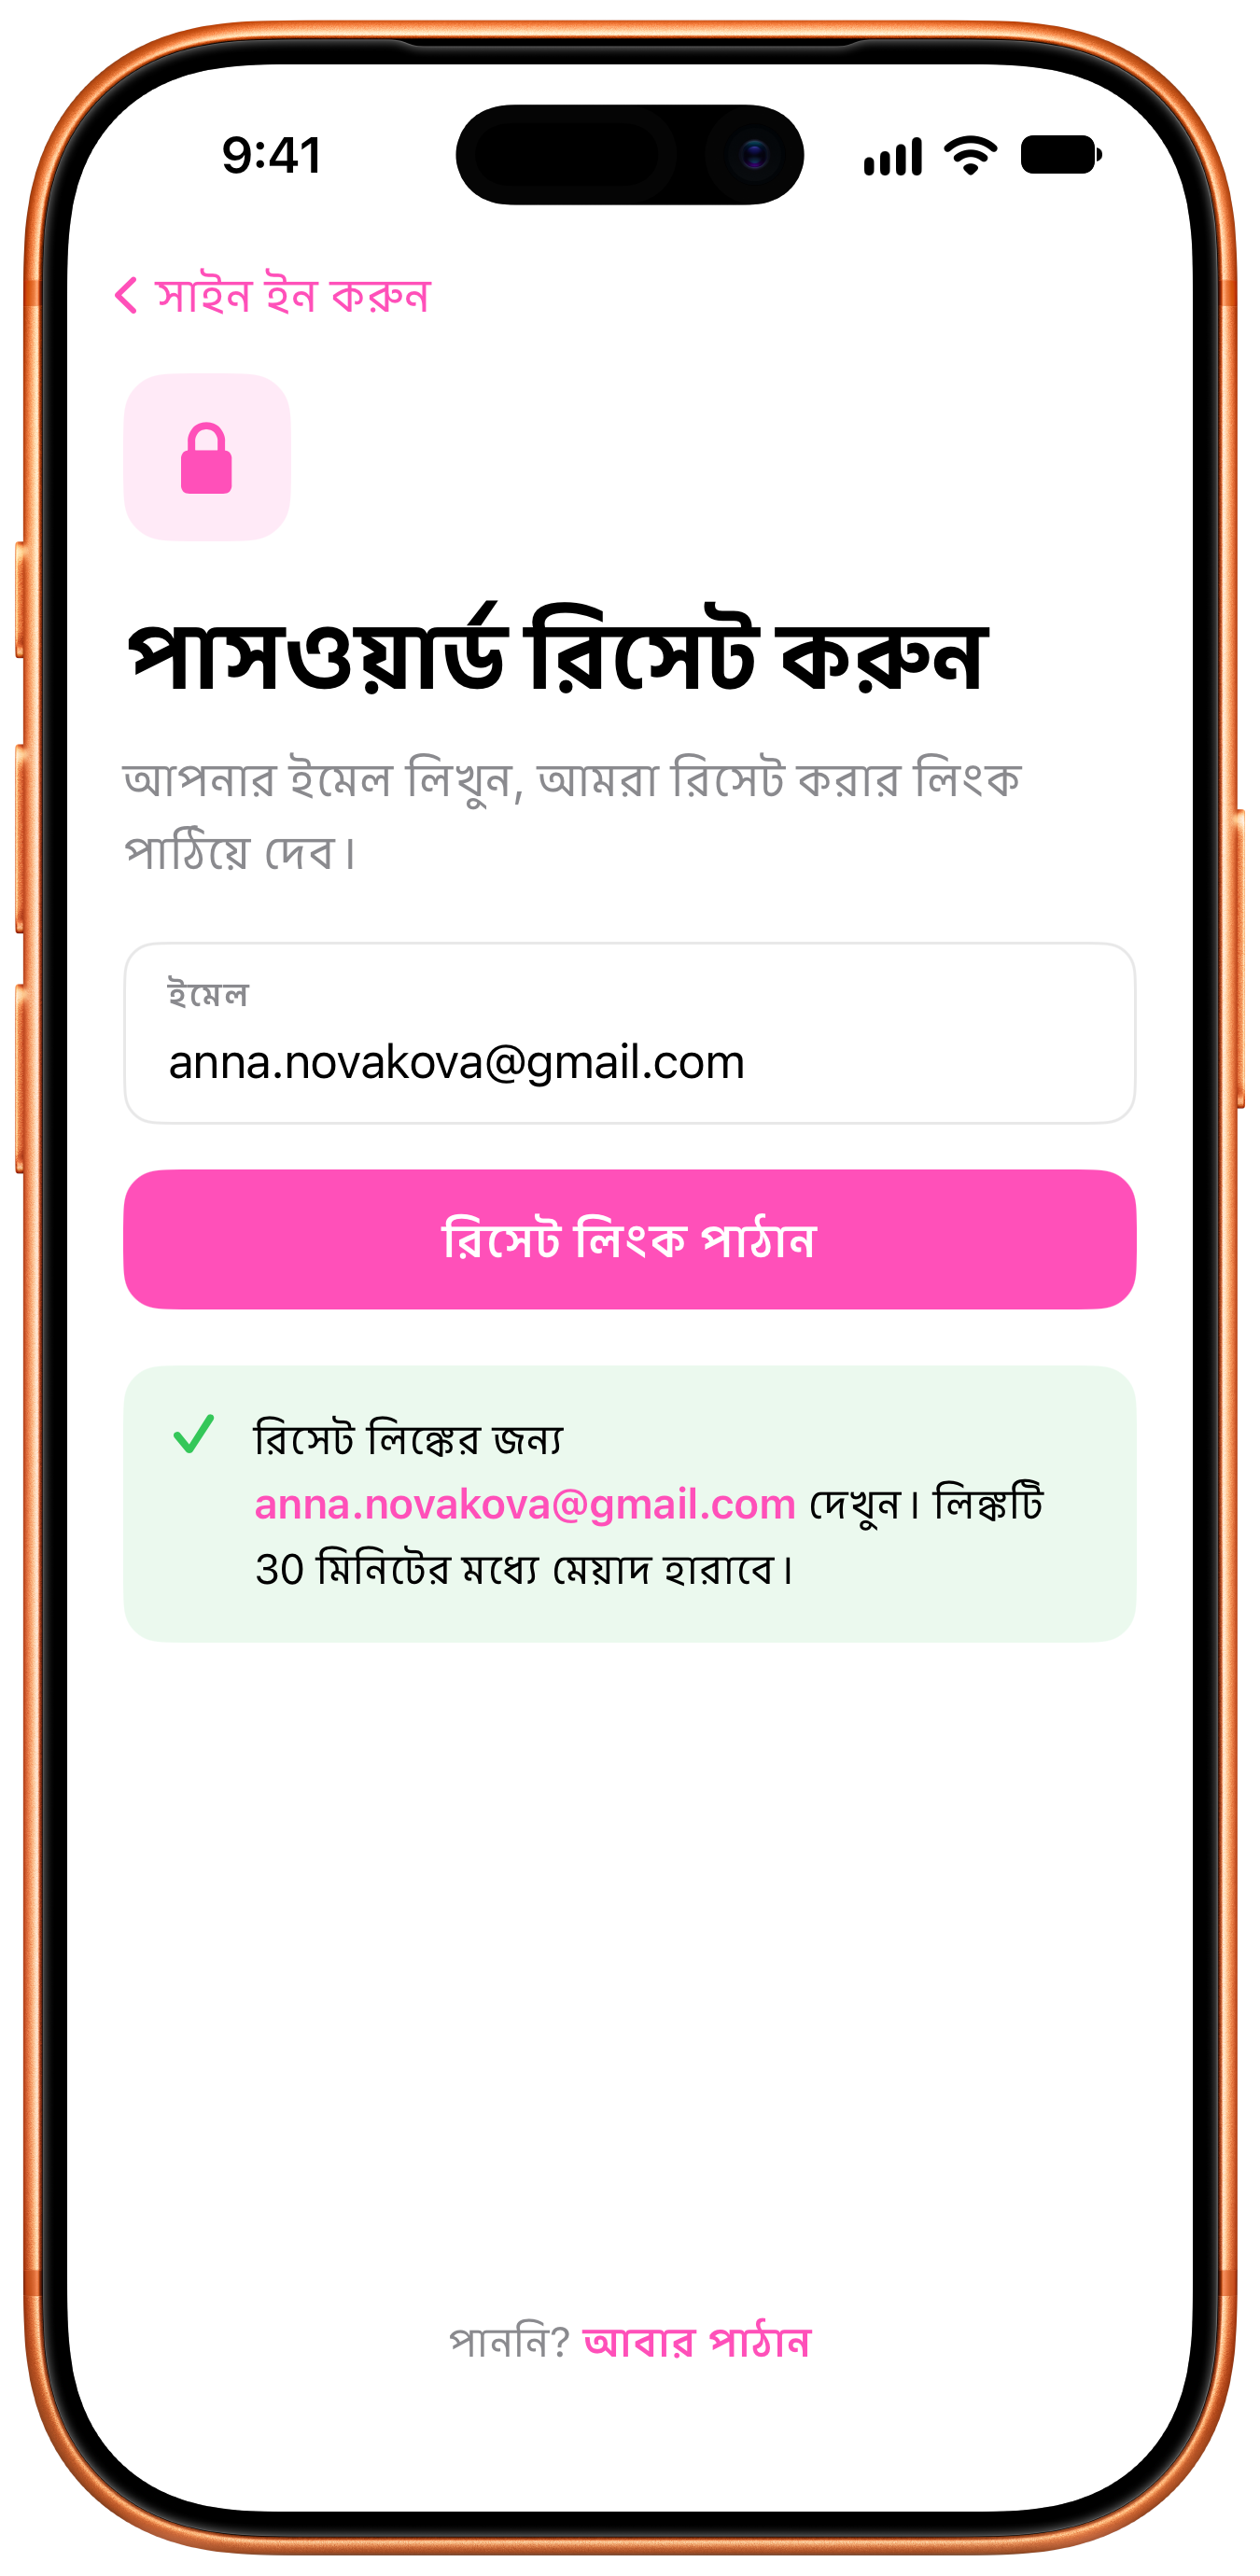 9:41
সাইন ইন করুন
পাসওয়ার্ড রিসেট করুন
আপনার ইমেল লিখুন, আমরা রিসেট করার লিংক
পাঠিয়ে দেব।
ইমেল
anna.novakova@gmail.com
রিসেট লিংক পাঠান
রিসেট লিঙ্কের জন্য
anna.novakova@gmail.com দেখুন। লিঙ্কটি
30 মিনিটের মধ্যে মেয়াদ হারাবে।
পাননি? আবার পাঠান